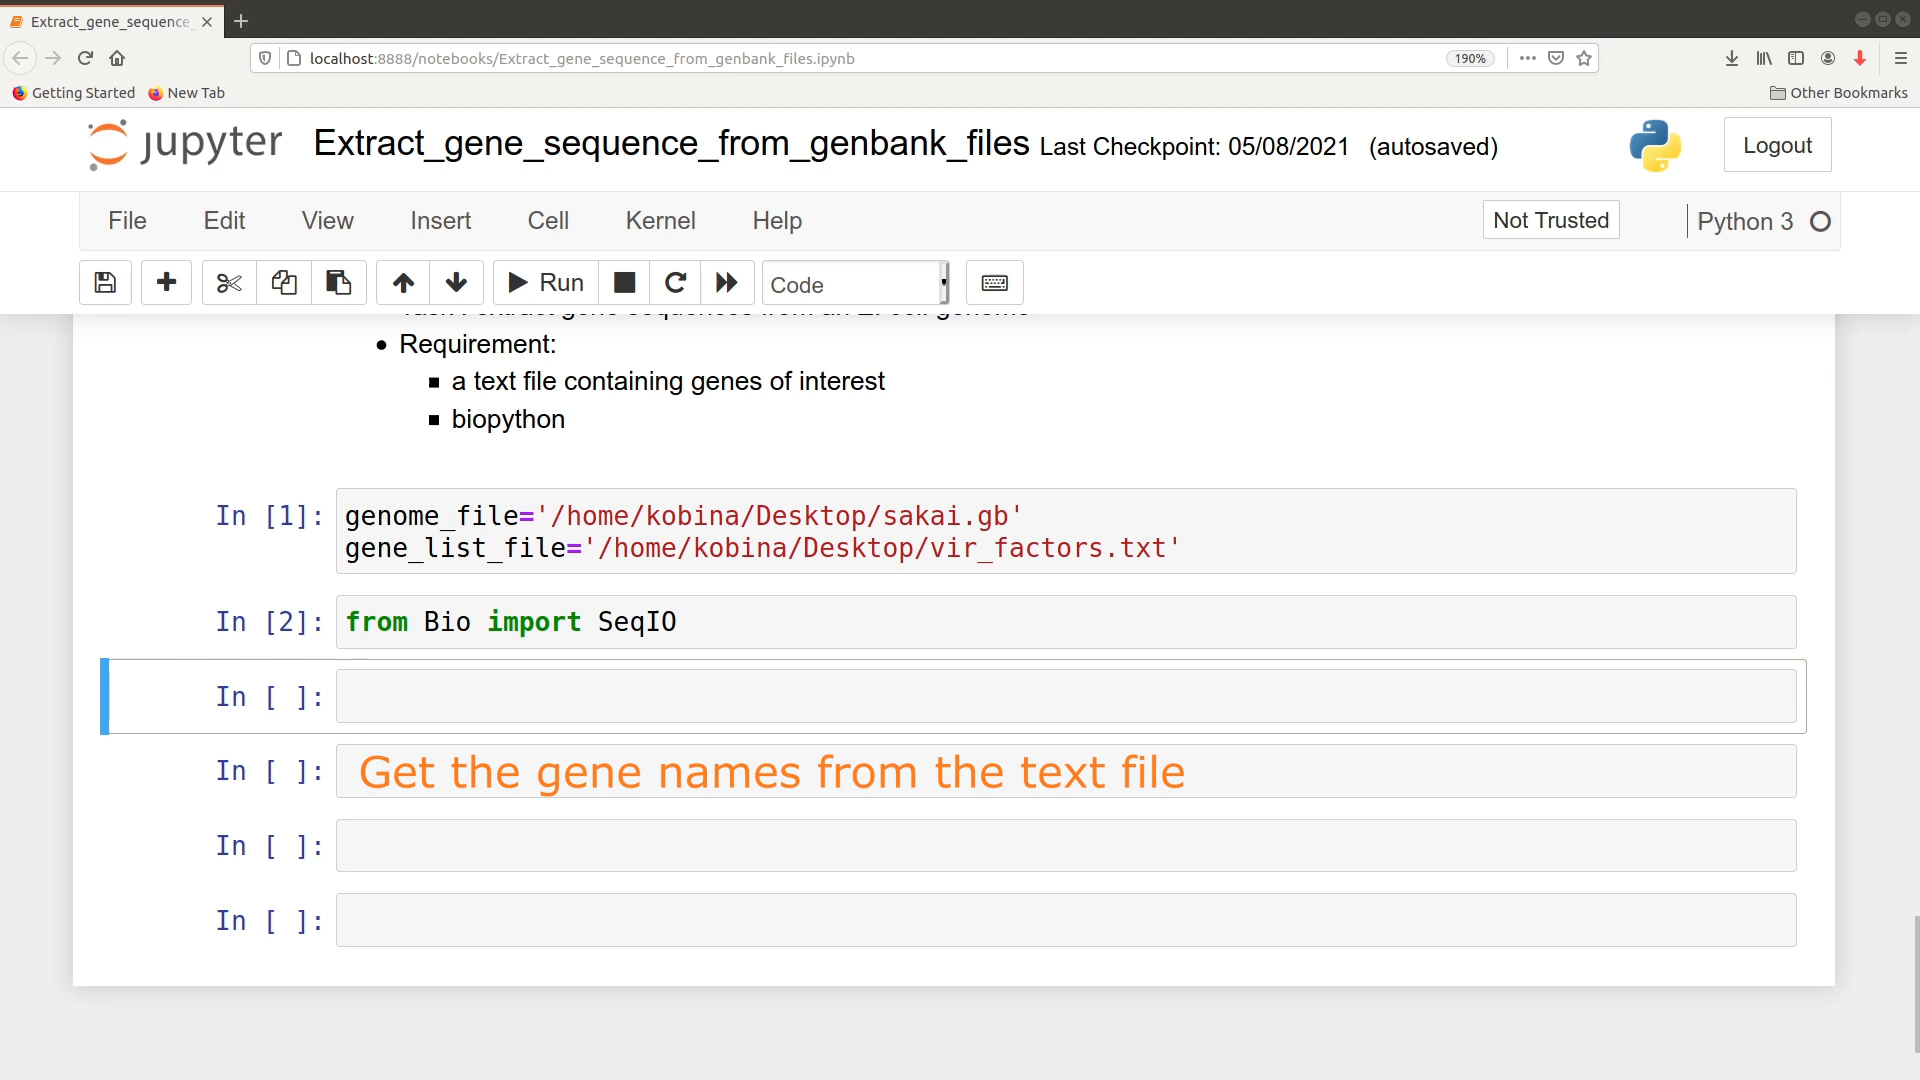 Extract_gene_sequence_
localhost:8888/notebooks/Extract_gene_sequence_from_genbank_files.ipynb
190%
Getting Started
New Tab
Other Bookmarks
jupyter
Extract_gene_sequence_from_genbank_files Last Checkpoint: 05/08/2021 (autosaved)
Logout
File Edit View Insert Cell Kernel Help
Not Trusted
Python 3
Run
Code
Requirement:
a text file containing genes of interest
biopython
In [1]: genome_file='/home/kobina/Desktop/sakai.gb'
gene_list_file='/home/kobina/Desktop/vir_factors.txt'
In [2]: from Bio import SeqIO
In [ ]:
In [ ]: Get the gene names from the text file
In [ ]:
In [ ]: